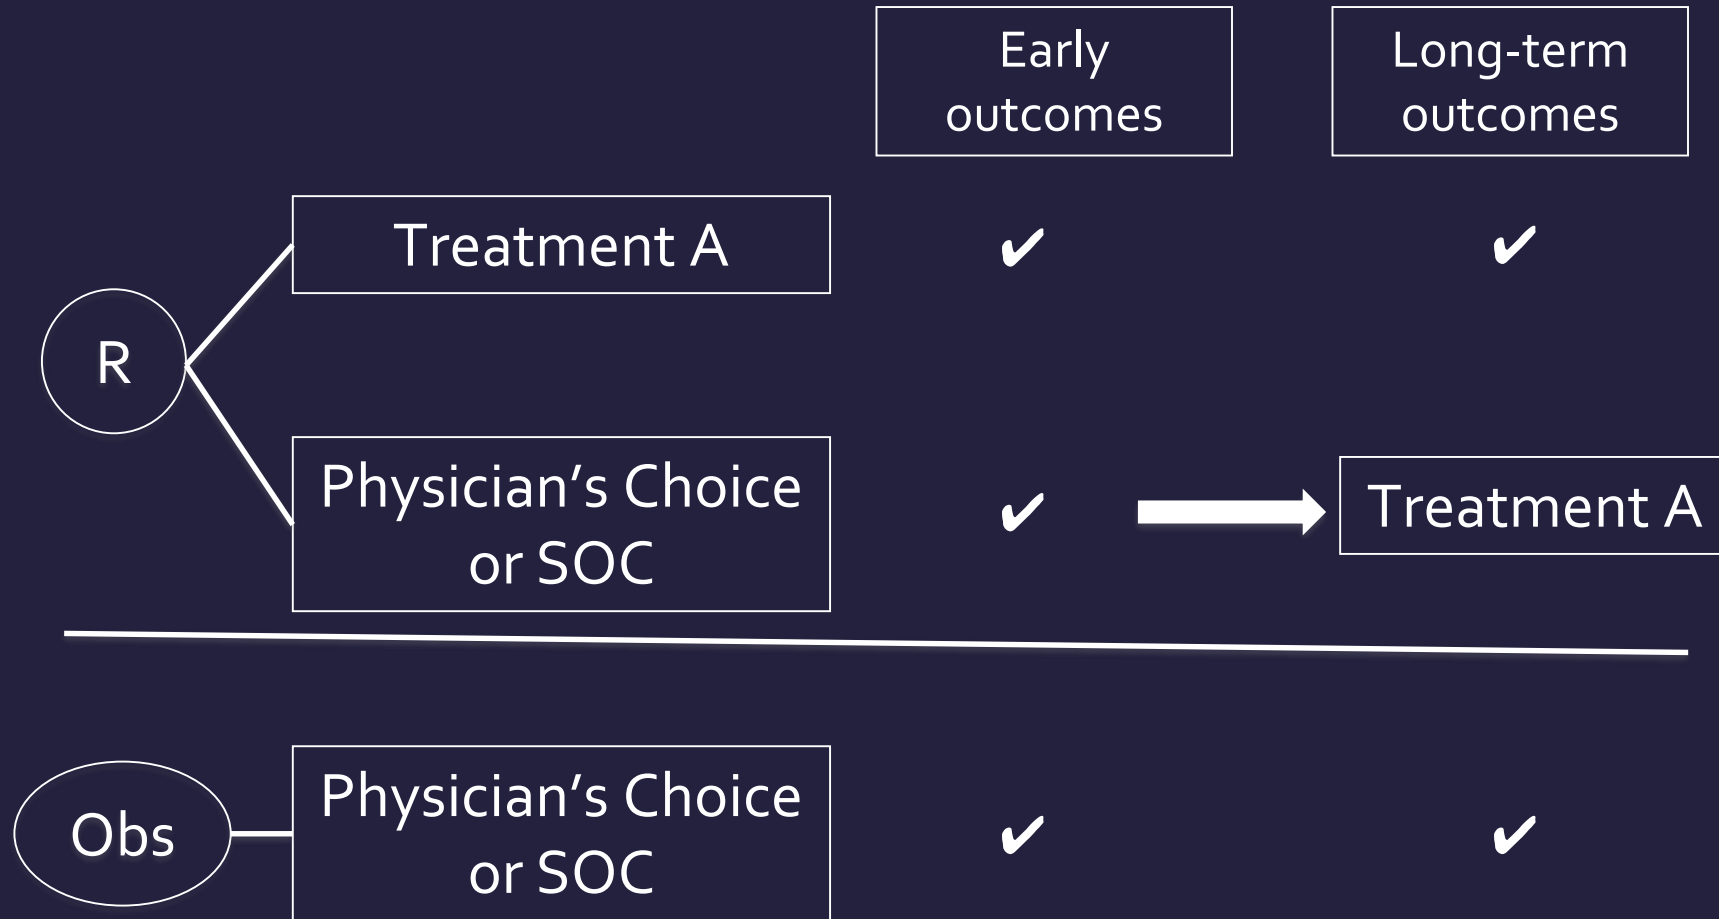 Early
outcomes
Long-term
outcomes
Treatment A
✔
✔
R
Physician’s Choice
or SOC
✔
Treatment A
Obs
Physician’s Choice
or SOC
✔
✔